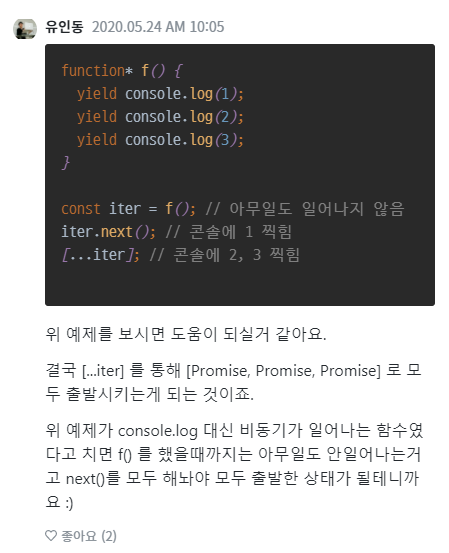 유인동 2020.05.24 AM 10:05
function* f() {
  yield console.log(1);
  yield console.log(2);
  yield console.log(3);
}

const iter = f(); // 아무일도 일어나지 않음
iter.next(); // 콘솔에 1 찍힘
[...iter]; // 콘솔에 2, 3 찍힘

위 예제를 보시면 도움이 되실거 같아요.
결국 [...iter] 를 통해 [Promise, Promise, Promise] 로 모
두 출발시키는게 되는 것이죠.
위 예제가 console.log 대신 비동기가 일어나는 함수였
다고 치면 f() 를 했을때까지는 아무일도 안일어나는거
고 next()를 모두 해놔야 모두 출발한 상태가 될테니까
요 :)
좋아요 (2)